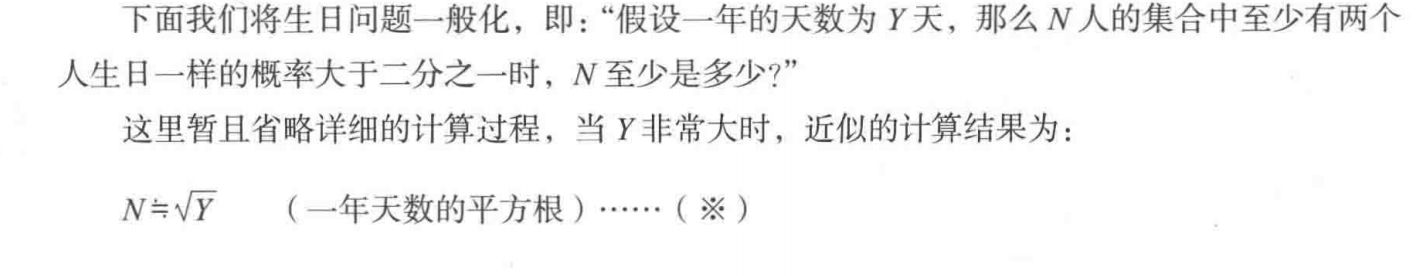 下面我们将生日问题一般化，即：“假设一年的天数为 Y 天，那么 N 人的集合中至少有两个
人生日一样的概率大于二分之一时，N 至少是多少?”
这里暂且省略详细的计算过程，当 Y 非常大时，近似的计算结果为：
N≒√Y （一年天数的平方根）……（※）